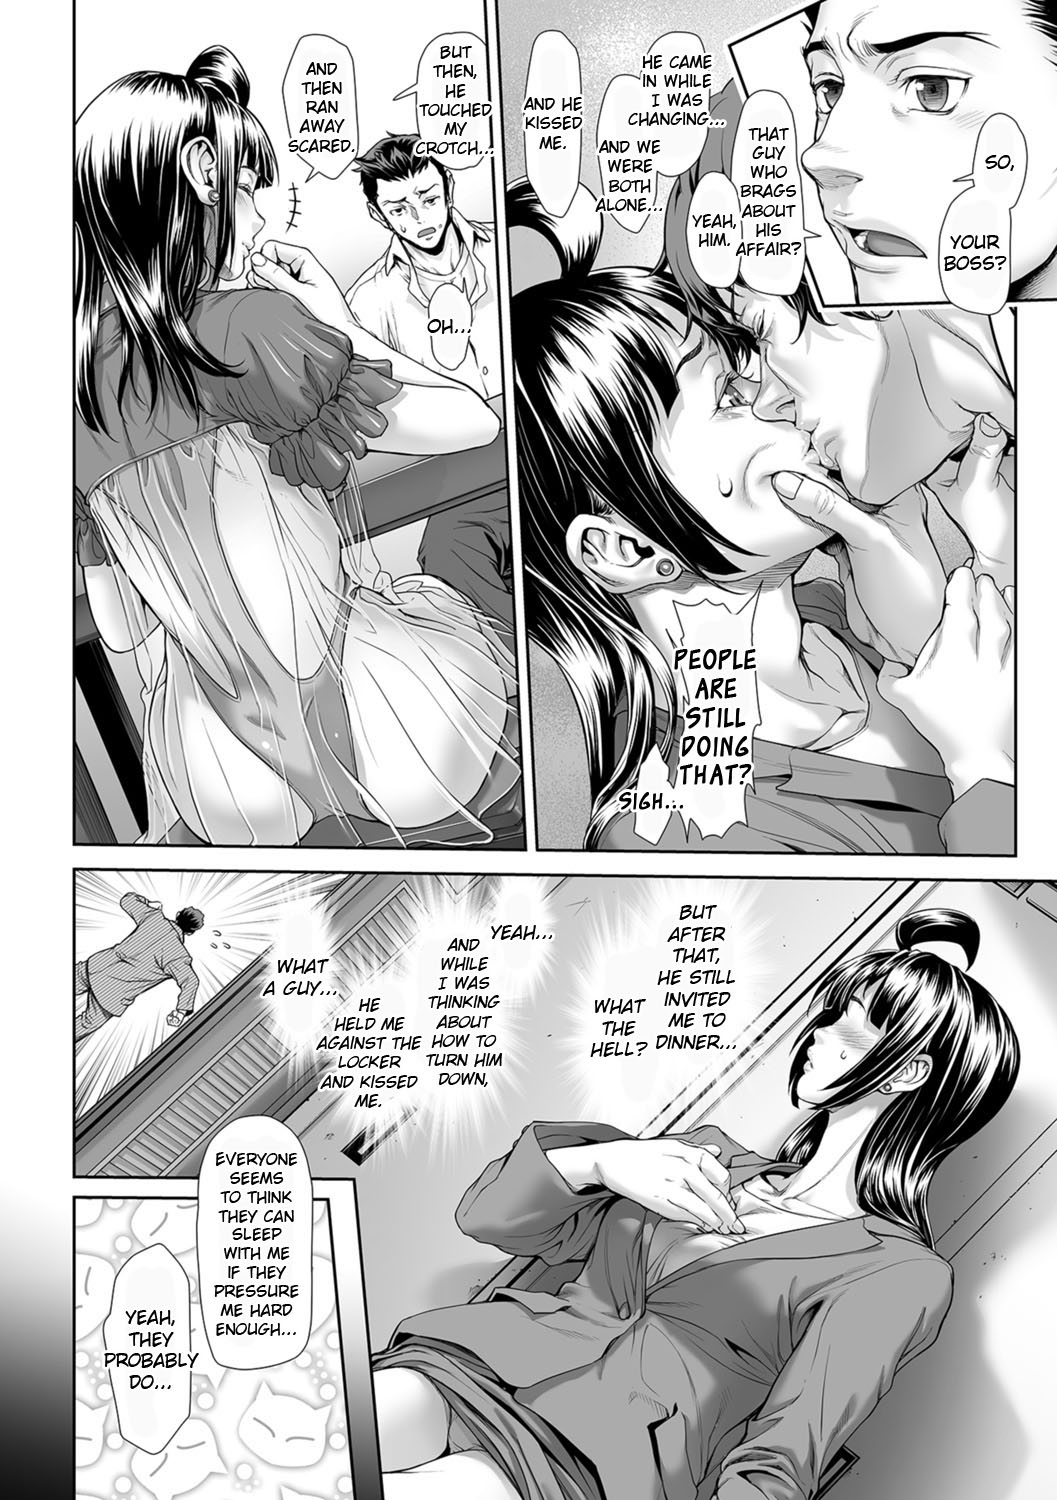 SO,
YOUR
BOSS?
THAT
GUY
WHO
BRAGS
ABOUT
HIS
AFFAIR?
YEAH,
HIM.
HE CAME
IN WHILE
I WAS
CHANGING...
AND WE
WERE
BOTH
ALONE...
AND HE
KISSED
ME.
PEOPLE
ARE
STILL
DOING
THAT?
SIGH...
BUT
THEN,
HE
TOUCHED
MY
CROTCH...
AND
THEN
RAN
AWAY
SCARED.
OH...
BUT
AFTER
THAT,
HE STILL
INVITED
ME TO
DINNER...
WHAT
THE
HELL?
YEAH...
AND
WHILE
I WAS
THINKING
ABOUT
HOW TO
TURN HIM
DOWN,
HE
HELD ME
AGAINST THE
LOCKER
AND KISSED
ME.
WHAT
A GUY...
EVERYONE
SEEMS
TO THINK
THEY CAN
SLEEP
WITH ME
IF THEY
PRESSURE
ME HARD
ENOUGH...
YEAH,
THEY
PROBABLY
DO...